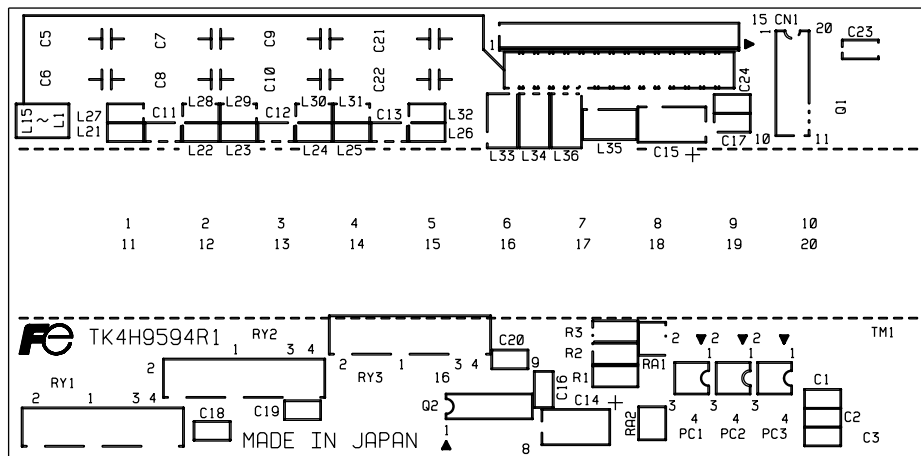 C5 C7 C9 C21 15 CN1 20
1 1 C23
C6 C8 C10 C22 C24 Q1
L15 ~ L1 L27 C11 L28 L29 C12 L30 L31 C13 L32
L21 L22 L23 L24 L25 L26 L33 L34 L36 L35 C15 + C17 10 11
1 2 3 4 5 6 7 8 9 10
11 12 13 14 15 16 17 18 19 20
Fe TK4H9594R1 RY2 R3 2 2 2 TM1
1 3 4 C20 R2 RA1 1 1 1
2 2 RY3 1 3 4 9
RY1 16 R1 C1
2 1 3 4 C19 Q2 C16 C14 + 3 3 3
C18 RA2 4 4 4 C2
MADE IN JAPAN 1 8 PC1 PC2 PC3 C3